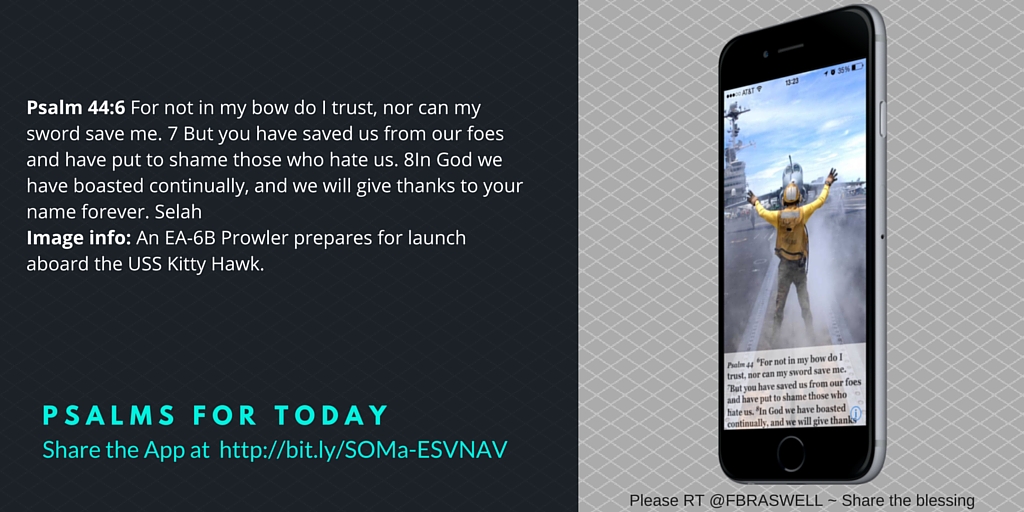 Psalm 44:6 For not in my bow do I trust, nor can my
sword save me. 7 But you have saved us from our foes
and have put to shame those who hate us. 8In God we
have boasted continually, and we will give thanks to your
name forever. Selah
Image info: An EA-6B Prowler prepares for launch
aboard the USS Kitty Hawk.
PSALMS FOR TODAY
Share the App at http://bit.ly/SOMa-ESVNAV
AT&T 13:23 35%
Psalm 44 ⁶For not in my bow do I
trust, nor can my sword save me.
⁷But you have saved us from our foes
and have put to shame those who
hate us. ⁸In God we have boasted
continually, and we will give thanks
Please RT @FBRASWELL ~ Share the blessing